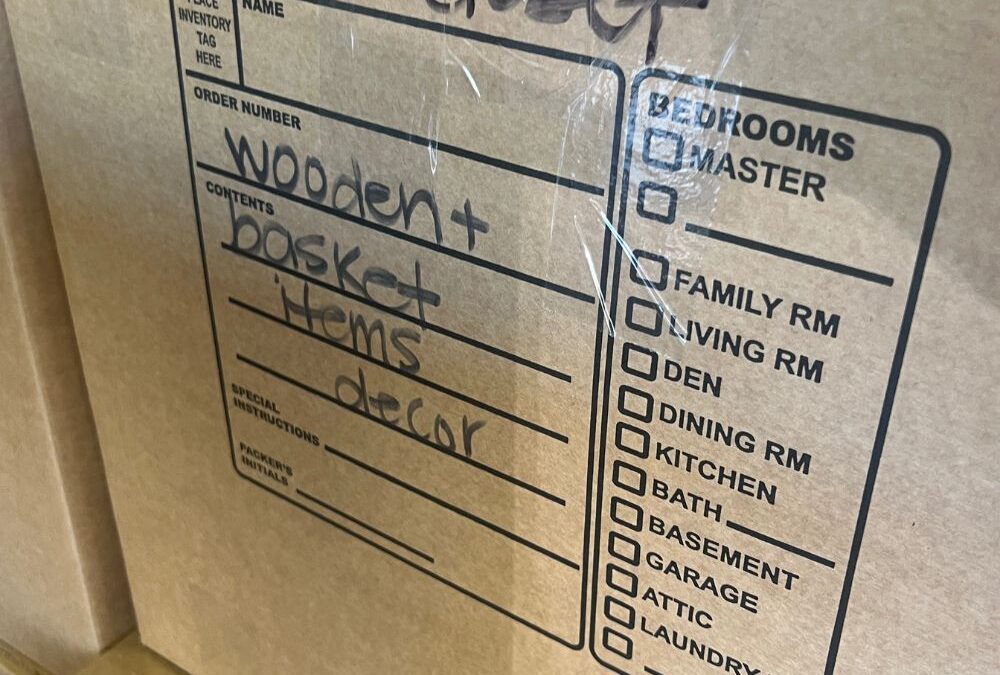 PLACE
INVENTORY
TAG
HERE
NAME
ORDER NUMBER
wooden +
CONTENTS
basket
items
decor
SPECIAL
INSTRUCTIONS
PACKER'S
INITIALS
BEDROOMS
MASTER
FAMILY RM
LIVING RM
DEN
DINING RM
KITCHEN
BATH
BASEMENT
GARAGE
ATTIC
LAUNDRY